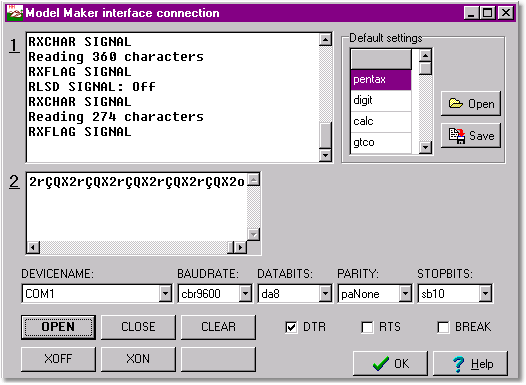 Model Maker interface connection
1
RXCHAR SIGNAL
Reading 360 characters
RXFLAG SIGNAL
RLSD SIGNAL: Off
RXCHAR SIGNAL
Reading 274 characters
RXFLAG SIGNAL
Default settings
pentax
digit
calc
gtco
Open
Save
2
2rÇQX2rÇQX2rÇQX2rÇQX2rÇQX2rÇQX2o
DEVICENAME: BAUDRATE: DATABITS: PARITY: STOPBITS:
COM1 cbr9600 da8 paNone sb10
OPEN CLOSE CLEAR DTR RTS BREAK
XOFF XON OK Help